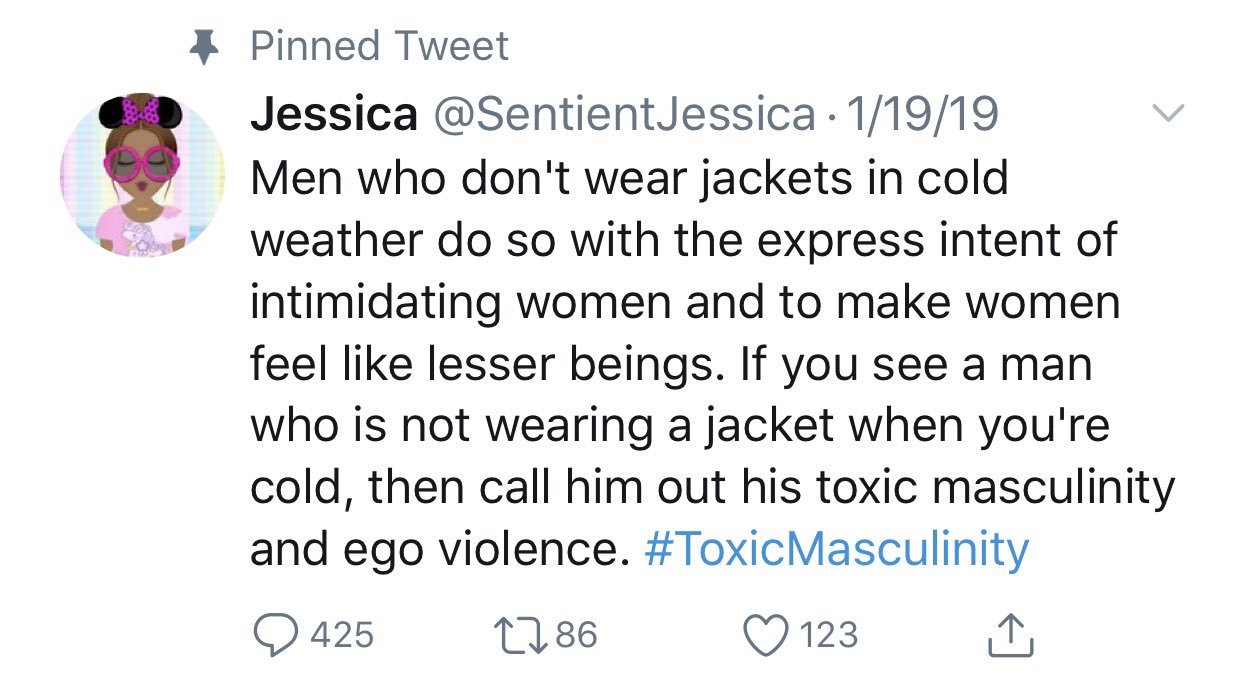 Pinned Tweet
Jessica @SentientJessica · 1/19/19
Men who don't wear jackets in cold
weather do so with the express intent of
intimidating women and to make women
feel like lesser beings. If you see a man
who is not wearing a jacket when you're
cold, then call him out his toxic masculinity
and ego violence. #ToxicMasculinity
425 86 123